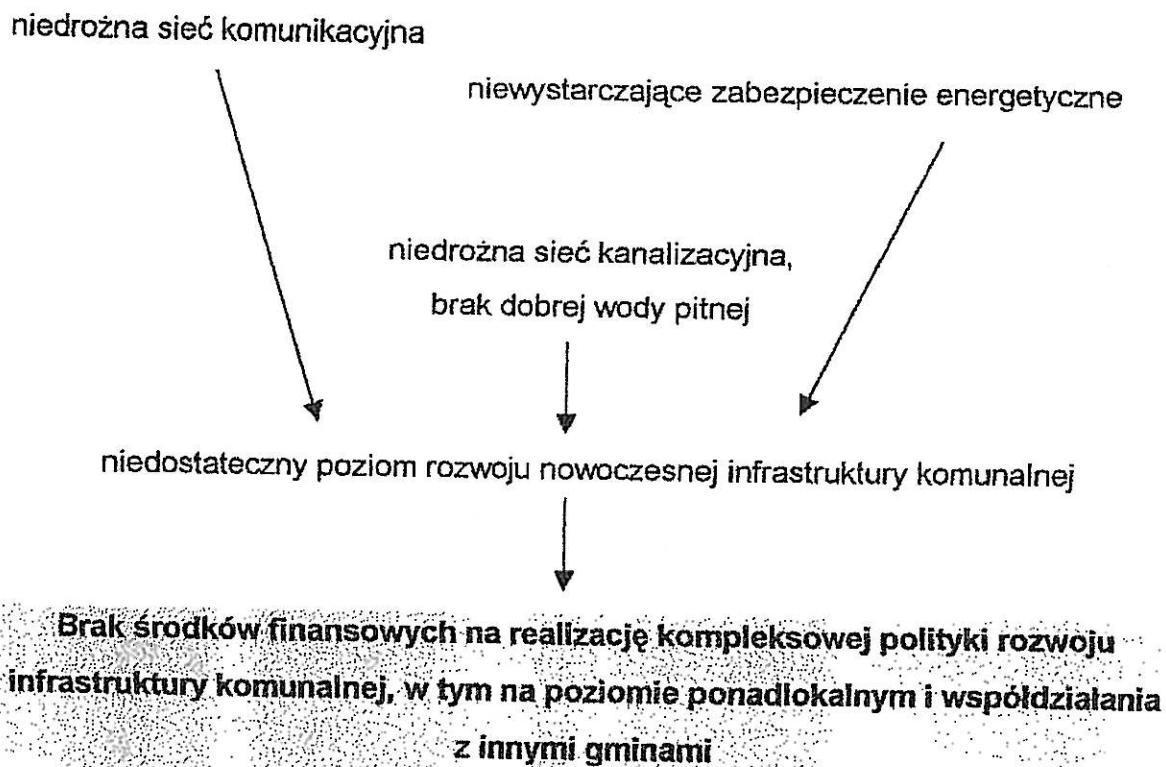 niedrożna sieć komunikacyjna
niewystarczające zabezpieczenie energetyczne
niedrożna sieć kanalizacyjna,
brak dobrej wody pitnej
niedostateczny poziom rozwoju nowoczesnej infrastruktury komunalnej
Brak środków finansowych na realizację kompleksowej polityki rozwoju
infrastruktury komunalnej, w tym na poziomie ponadlokalnym i współdziałania
z innymi gminami